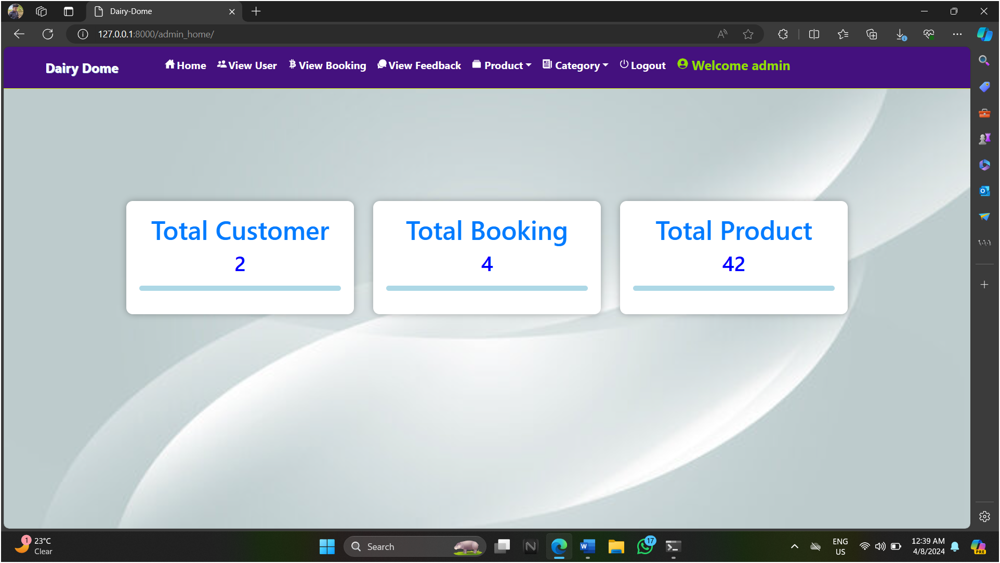 Dairy-Dome
127.0.0.1:8000/admin_home/
Dairy Dome
Home View User View Booking View Feedback Product Category Logout Welcome admin
Total Customer
2
Total Booking
4
Total Product
42
1
23°C
Clear
Search
17
ENG
US
12:39 AM
4/8/2024
PRE